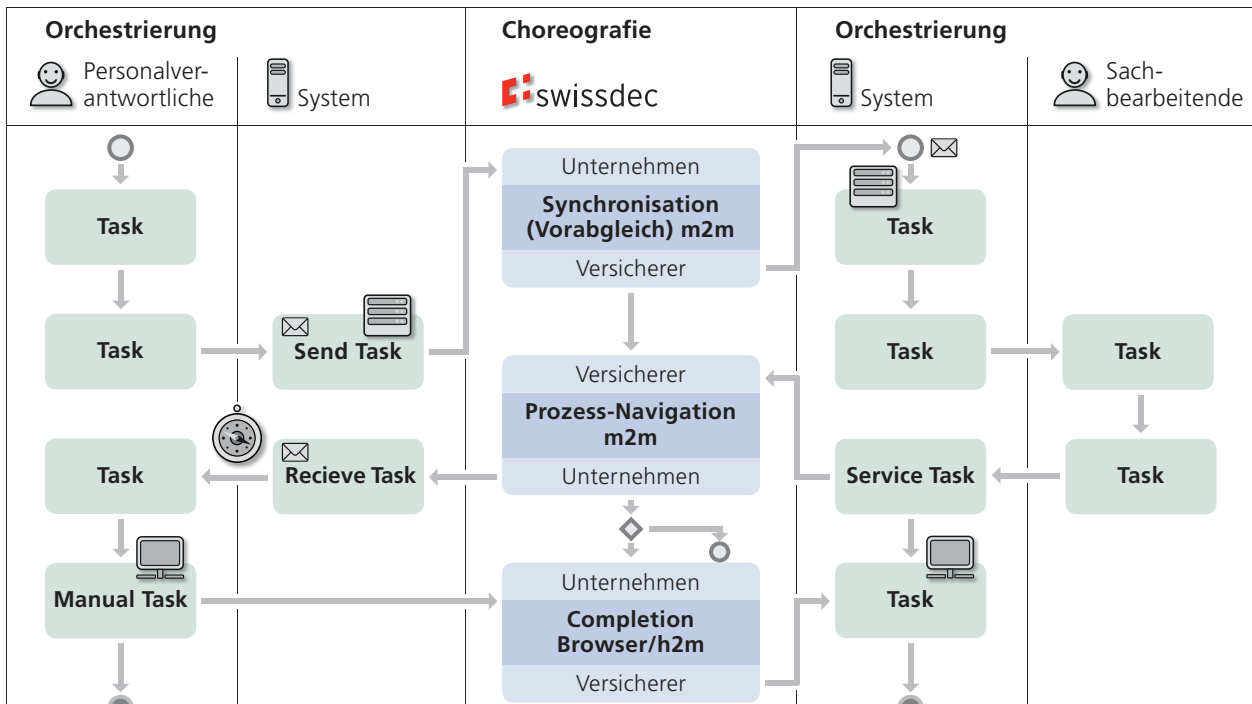 Orchestrierung
Choreografie
Orchestrierung
Personalver-
antwortliche
System
swissdec
System
Sach-
bearbeitende
Unternehmen
Synchronisation
(Vorabgleich) m2m
Versicherer
Task
Task
Task
Send Task
Task
Task
Versicherer
Prozess-Navigation
m2m
Unternehmen
Task
Recieve Task
Service Task
Task
Unternehmen
Completion
Browser/h2m
Versicherer
Manual Task
Task